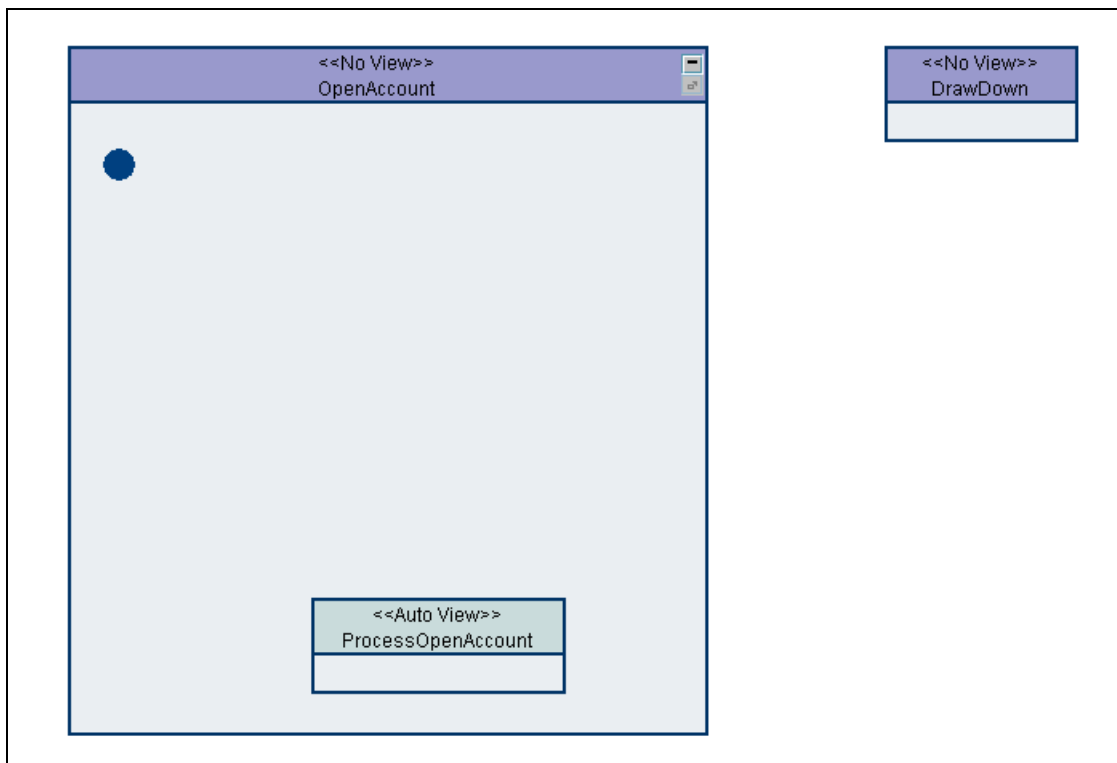 <<No View>>
OpenAccount
<<No View>>
DrawDown
<<Auto View>>
ProcessOpenAccount